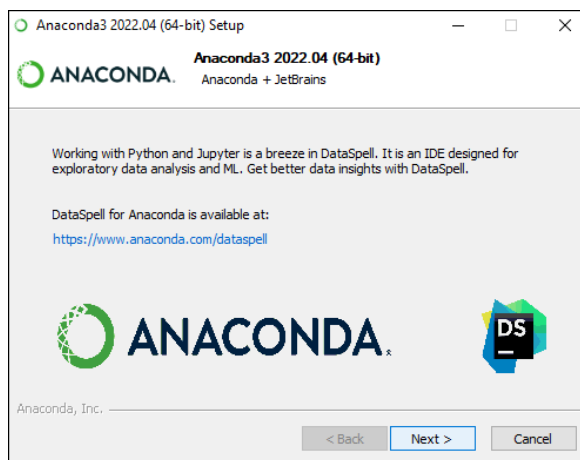 Anaconda3 2022.04 (64-bit) Setup
Anaconda3 2022.04 (64-bit)
Anaconda + JetBrains
ANACONDA.
Working with Python and Jupyter is a breeze in DataSpell. It is an IDE designed for
exploratory data analysis and ML. Get better data insights with DataSpell.
DataSpell for Anaconda is available at:
https://www.anaconda.com/dataspell
ANACONDA.
DS
Anaconda, Inc.
< Back Next > Cancel